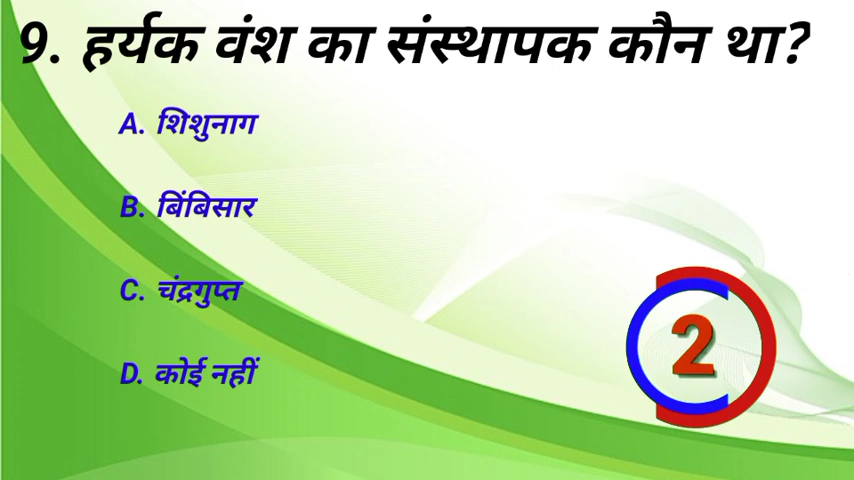 9. हर्यक वंश का संस्थापक कौन था?
A. शिशुनाग
B. बिंबिसार
C. चंद्रगुप्त
D. कोई नहीं
2